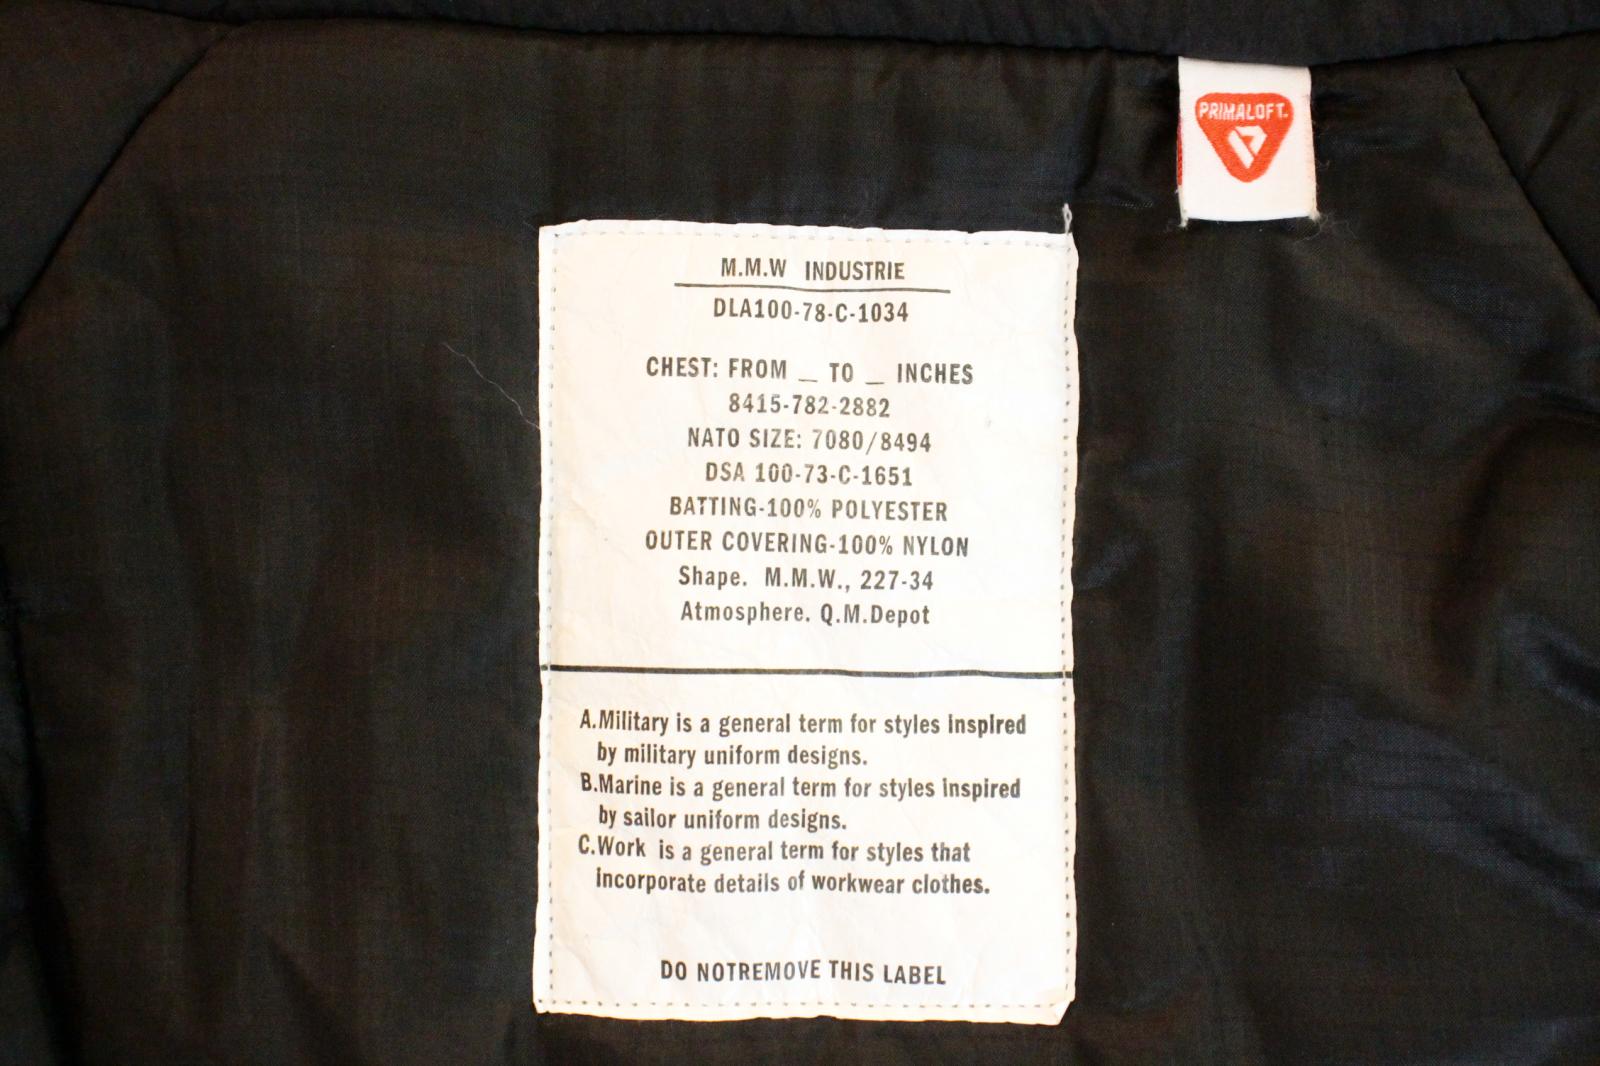 PRIMALOFT.
M.M.W INDUSTRIE
DLA100-78-C-1034
CHEST: FROM _ TO _ INCHES
8415-782-2882
NATO SIZE: 7080/8494
DSA 100-73-C-1651
BATTING-100% POLYESTER
OUTER COVERING-100% NYLON
Shape. M.M.W., 227-34
Atmosphere. Q.M.Depot
A.Military is a general term for styles inspired
by military uniform designs.
B.Marine is a general term for styles inspired
by sailor uniform designs.
C.Work is a general term for styles that
incorporate details of workwear clothes.
DO NOTREMOVE THIS LABEL